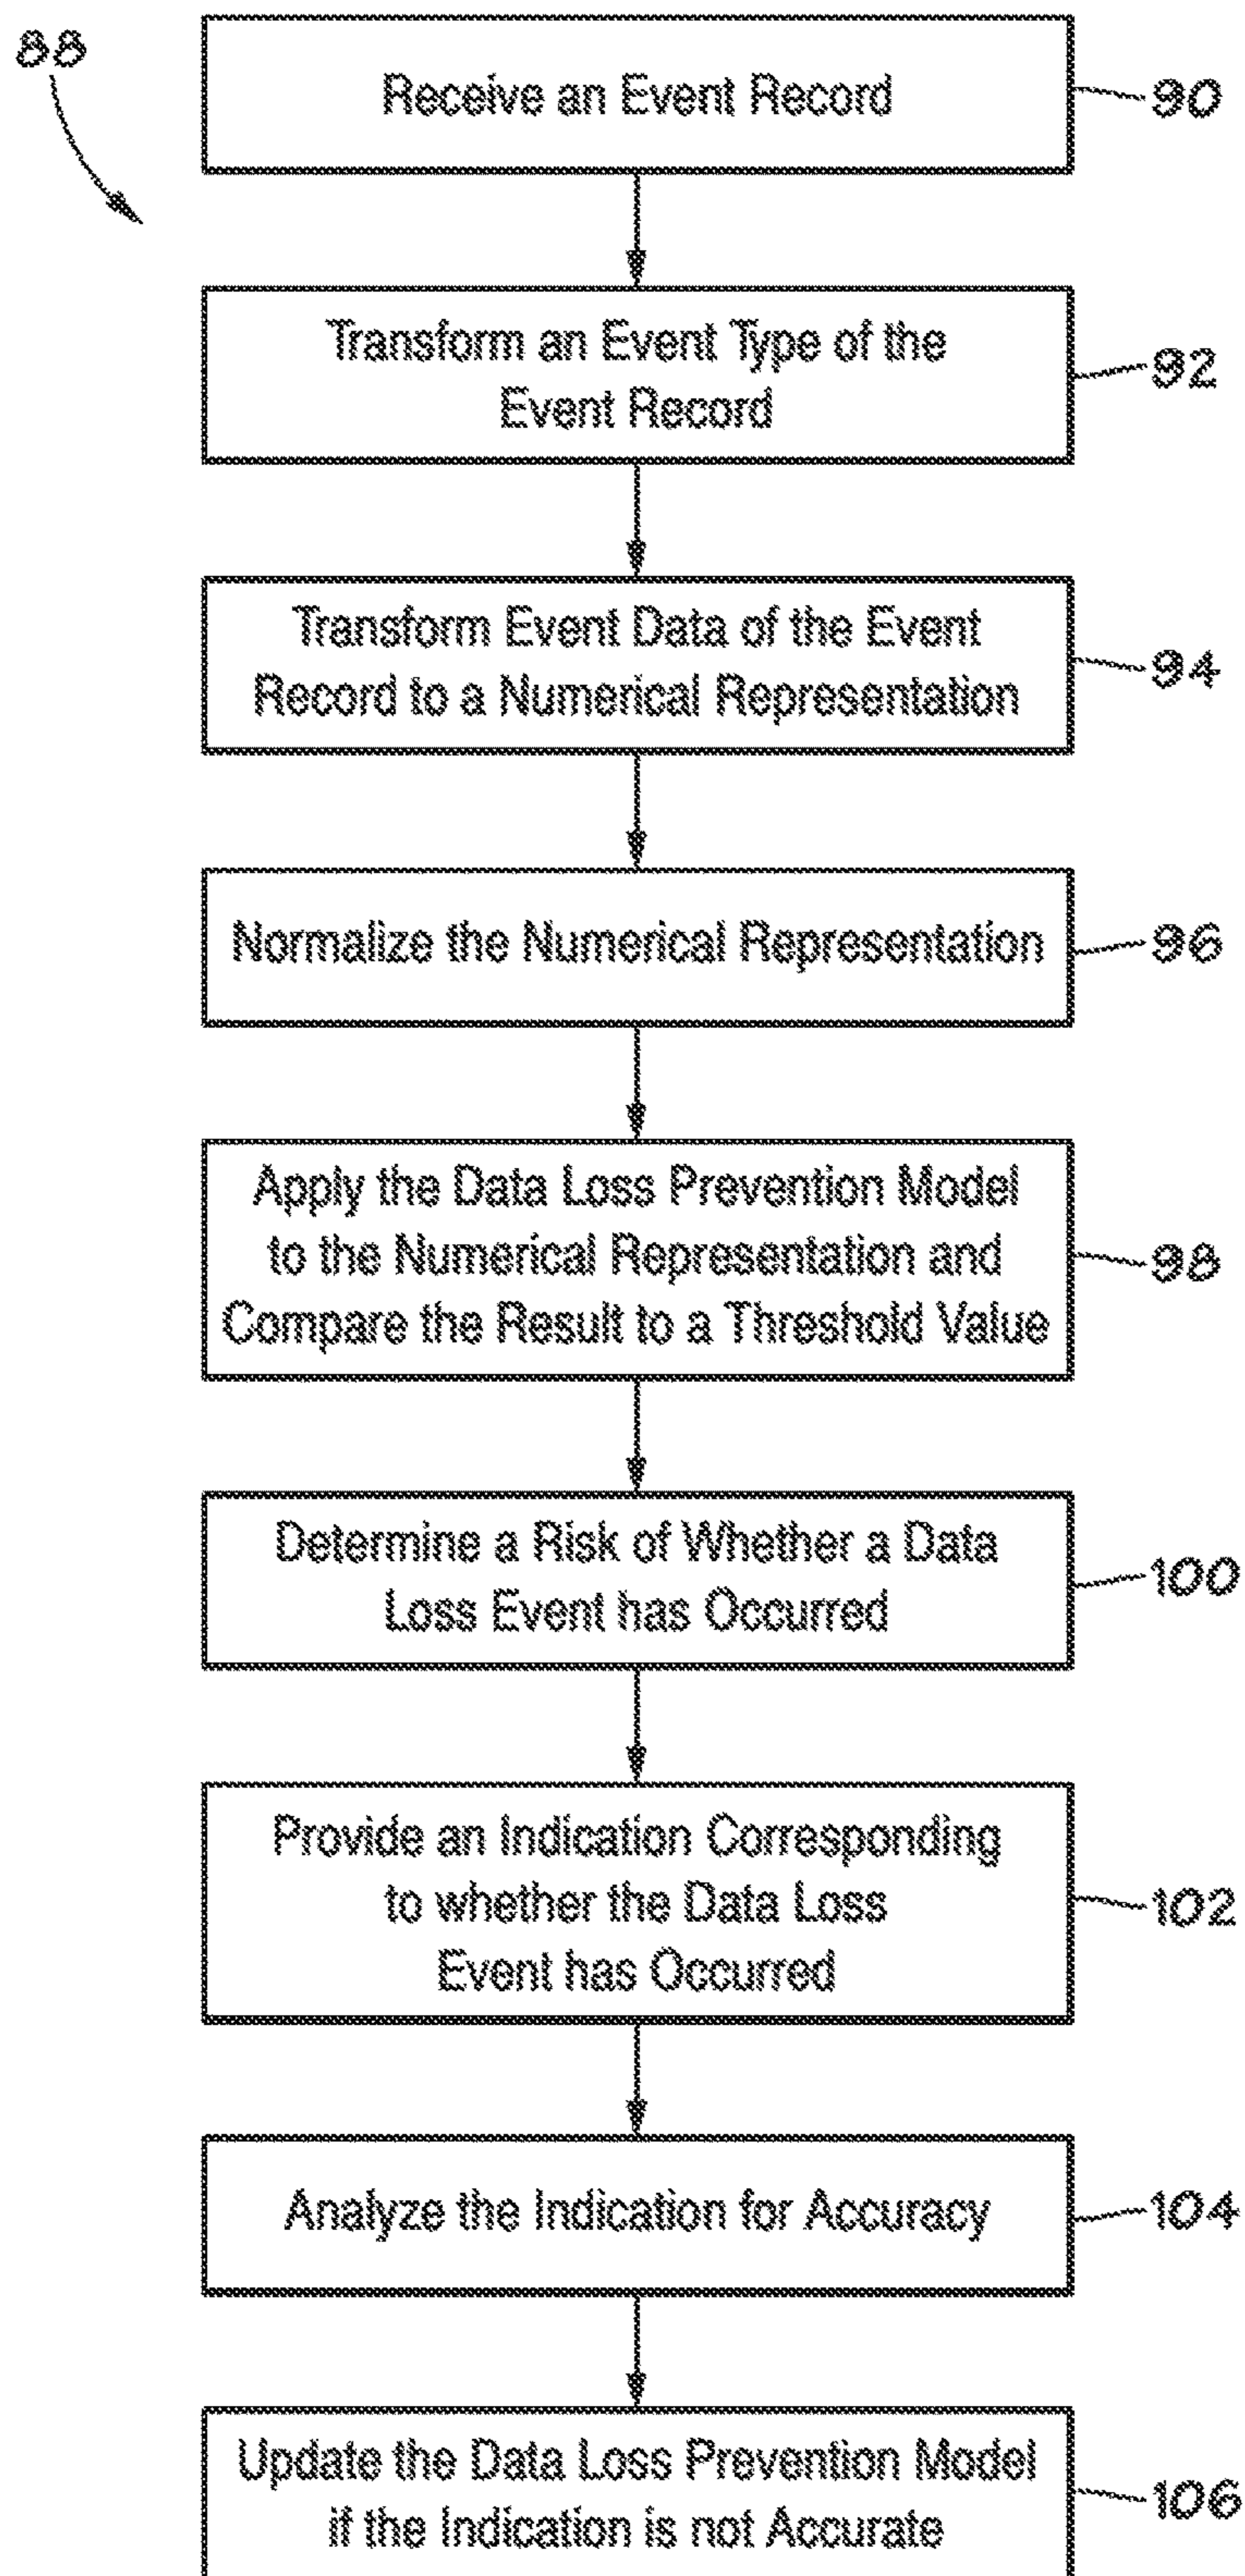 88
Receive an Event Record
90
Transform an Event Type of the
Event Record
92
Transform Event Data of the Event
Record to a Numerical Representation
94
Normalize the Numerical Representation
96
Apply the Data Loss Prevention Model
to the Numerical Representation and
Compare the Result to a Threshold Value
98
Determine a Risk of Whether a Data
Loss Event has Occurred
100
Provide an Indication Corresponding
to whether the Data Loss
Event has Occurred
102
Analyze the Indication for Accuracy
104
Update the Data Loss Prevention Model
if the Indication is not Accurate
106